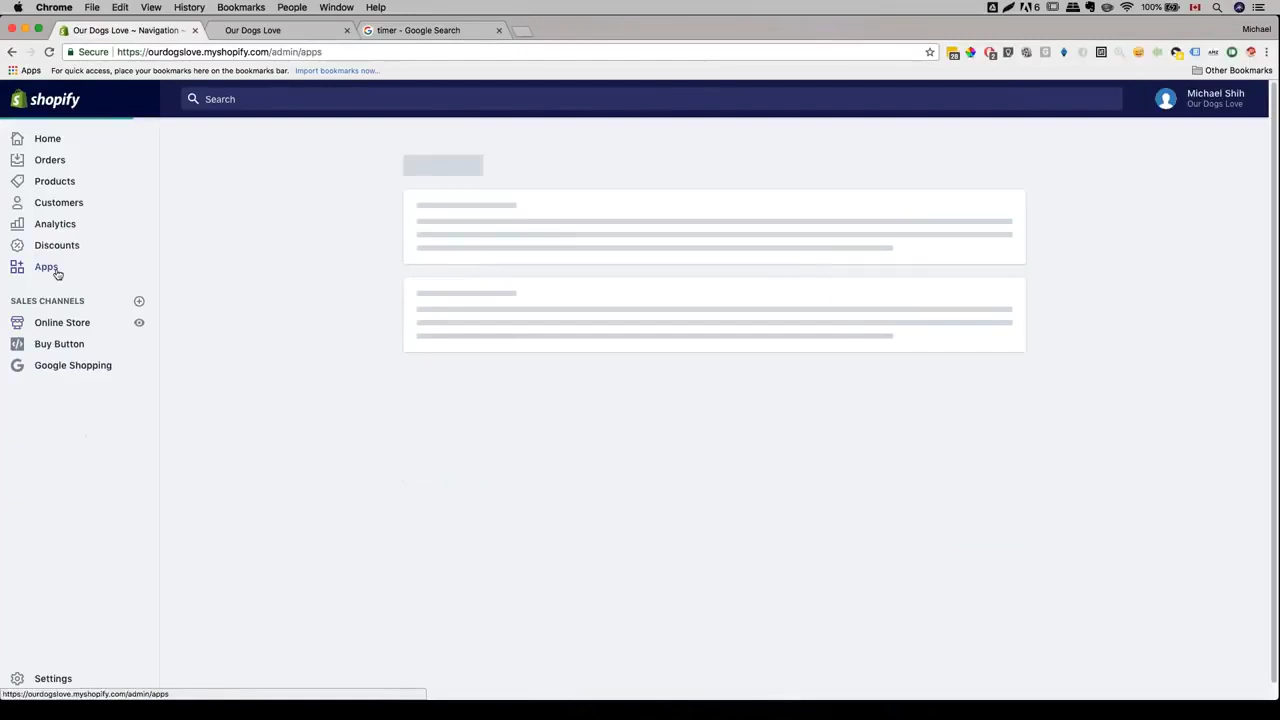 Chrome File Edit View History Bookmarks People Window Help 6 100%
Our Dogs Love ~ Navigation ~ Our Dogs Love timer - Google Search Michael
Secure https://ourdogslove.myshopify.com/admin/apps
Apps For quick access, place your bookmarks here on the bookmarks bar. Import bookmarks now... Other Bookmarks
shopify Search Michael Shih
Our Dogs Love
Home
Orders
Products
Customers
Analytics
Discounts
Apps
SALES CHANNELS
Online Store
Buy Button
Google Shopping
Settings
https://ourdogslove.myshopify.com/admin/apps